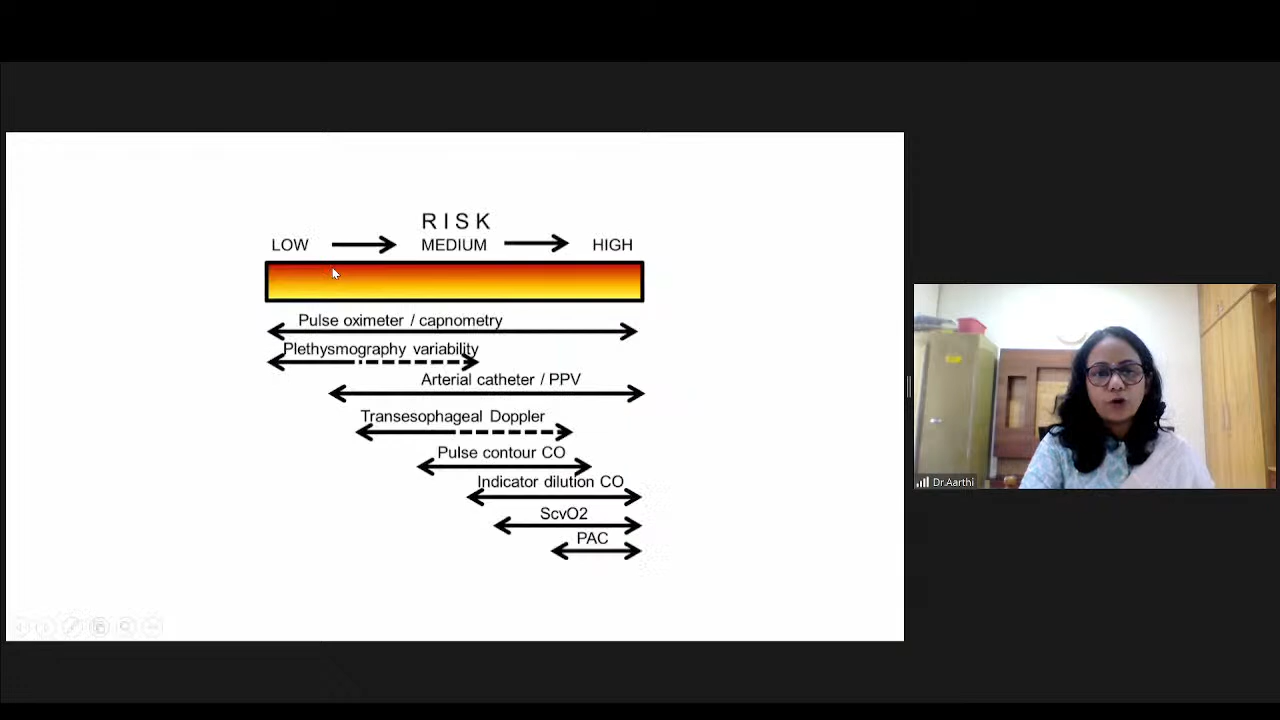 RISK
LOW MEDIUM HIGH
Pulse oximeter / capnometry
Plethysmography variability
Arterial catheter / PPV
Transesophageal Doppler
Pulse contour CO
Indicator dilution CO
ScvO2
PAC
Dr.Aarthi